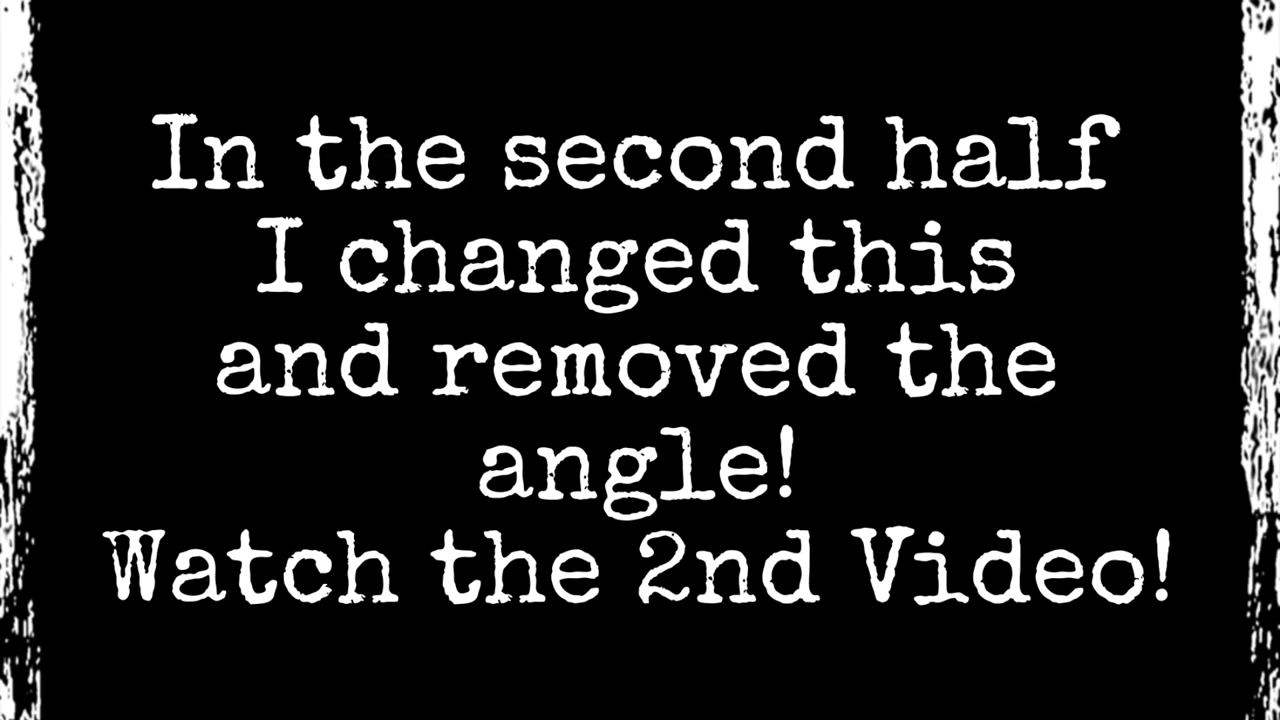 In the second half
I changed this
and removed the
angle!
Watch the 2nd Video!